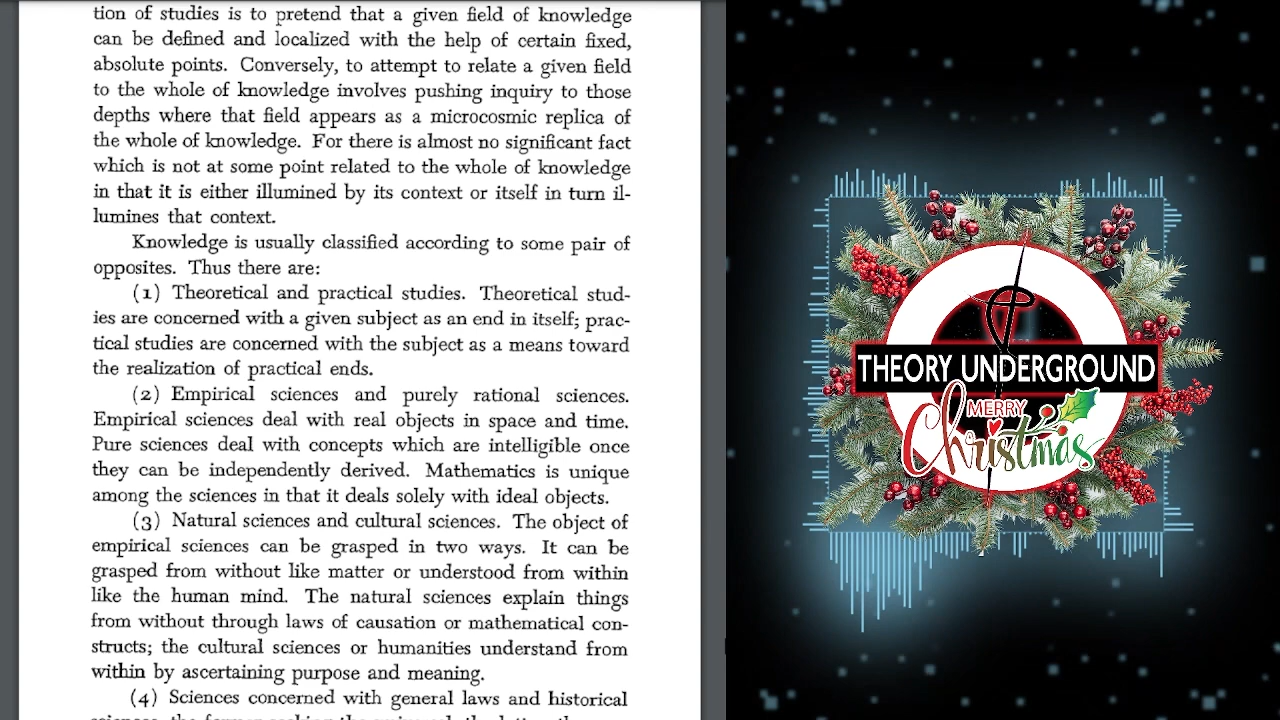 tion of studies is to pretend that a given field of knowledge
can be defined and localized with the help of certain fixed,
absolute points. Conversely, to attempt to relate a given field
to the whole of knowledge involves pushing inquiry to those
depths where that field appears as a microcosmic replica of
the whole of knowledge. For there is almost no significant fact
which is not at some point related to the whole of knowledge
in that it is either illumined by its context or itself in turn il-
lumines that context.
Knowledge is usually classified according to some pair of
opposites. Thus there are:
(1) Theoretical and practical studies. Theoretical stud-
ies are concerned with a given subject as an end in itself; prac-
tical studies are concerned with the subject as a means toward
the realization of practical ends.
(2) Empirical sciences and purely rational sciences.
Empirical sciences deal with real objects in space and time.
Pure sciences deal with concepts which are intelligible once
they can be independently derived. Mathematics is unique
among the sciences in that it deals solely with ideal objects.
(3) Natural sciences and cultural sciences. The object of
empirical sciences can be grasped in two ways. It can be
grasped from without like matter or understood from within
like the human mind. The natural sciences explain things
from without through laws of causation or mathematical con-
structs; the cultural sciences or humanities understand from
within by ascertaining purpose and meaning.
(4) Sciences concerned with general laws and historical
THEORY UNDERGROUND
MERRY
Christmas